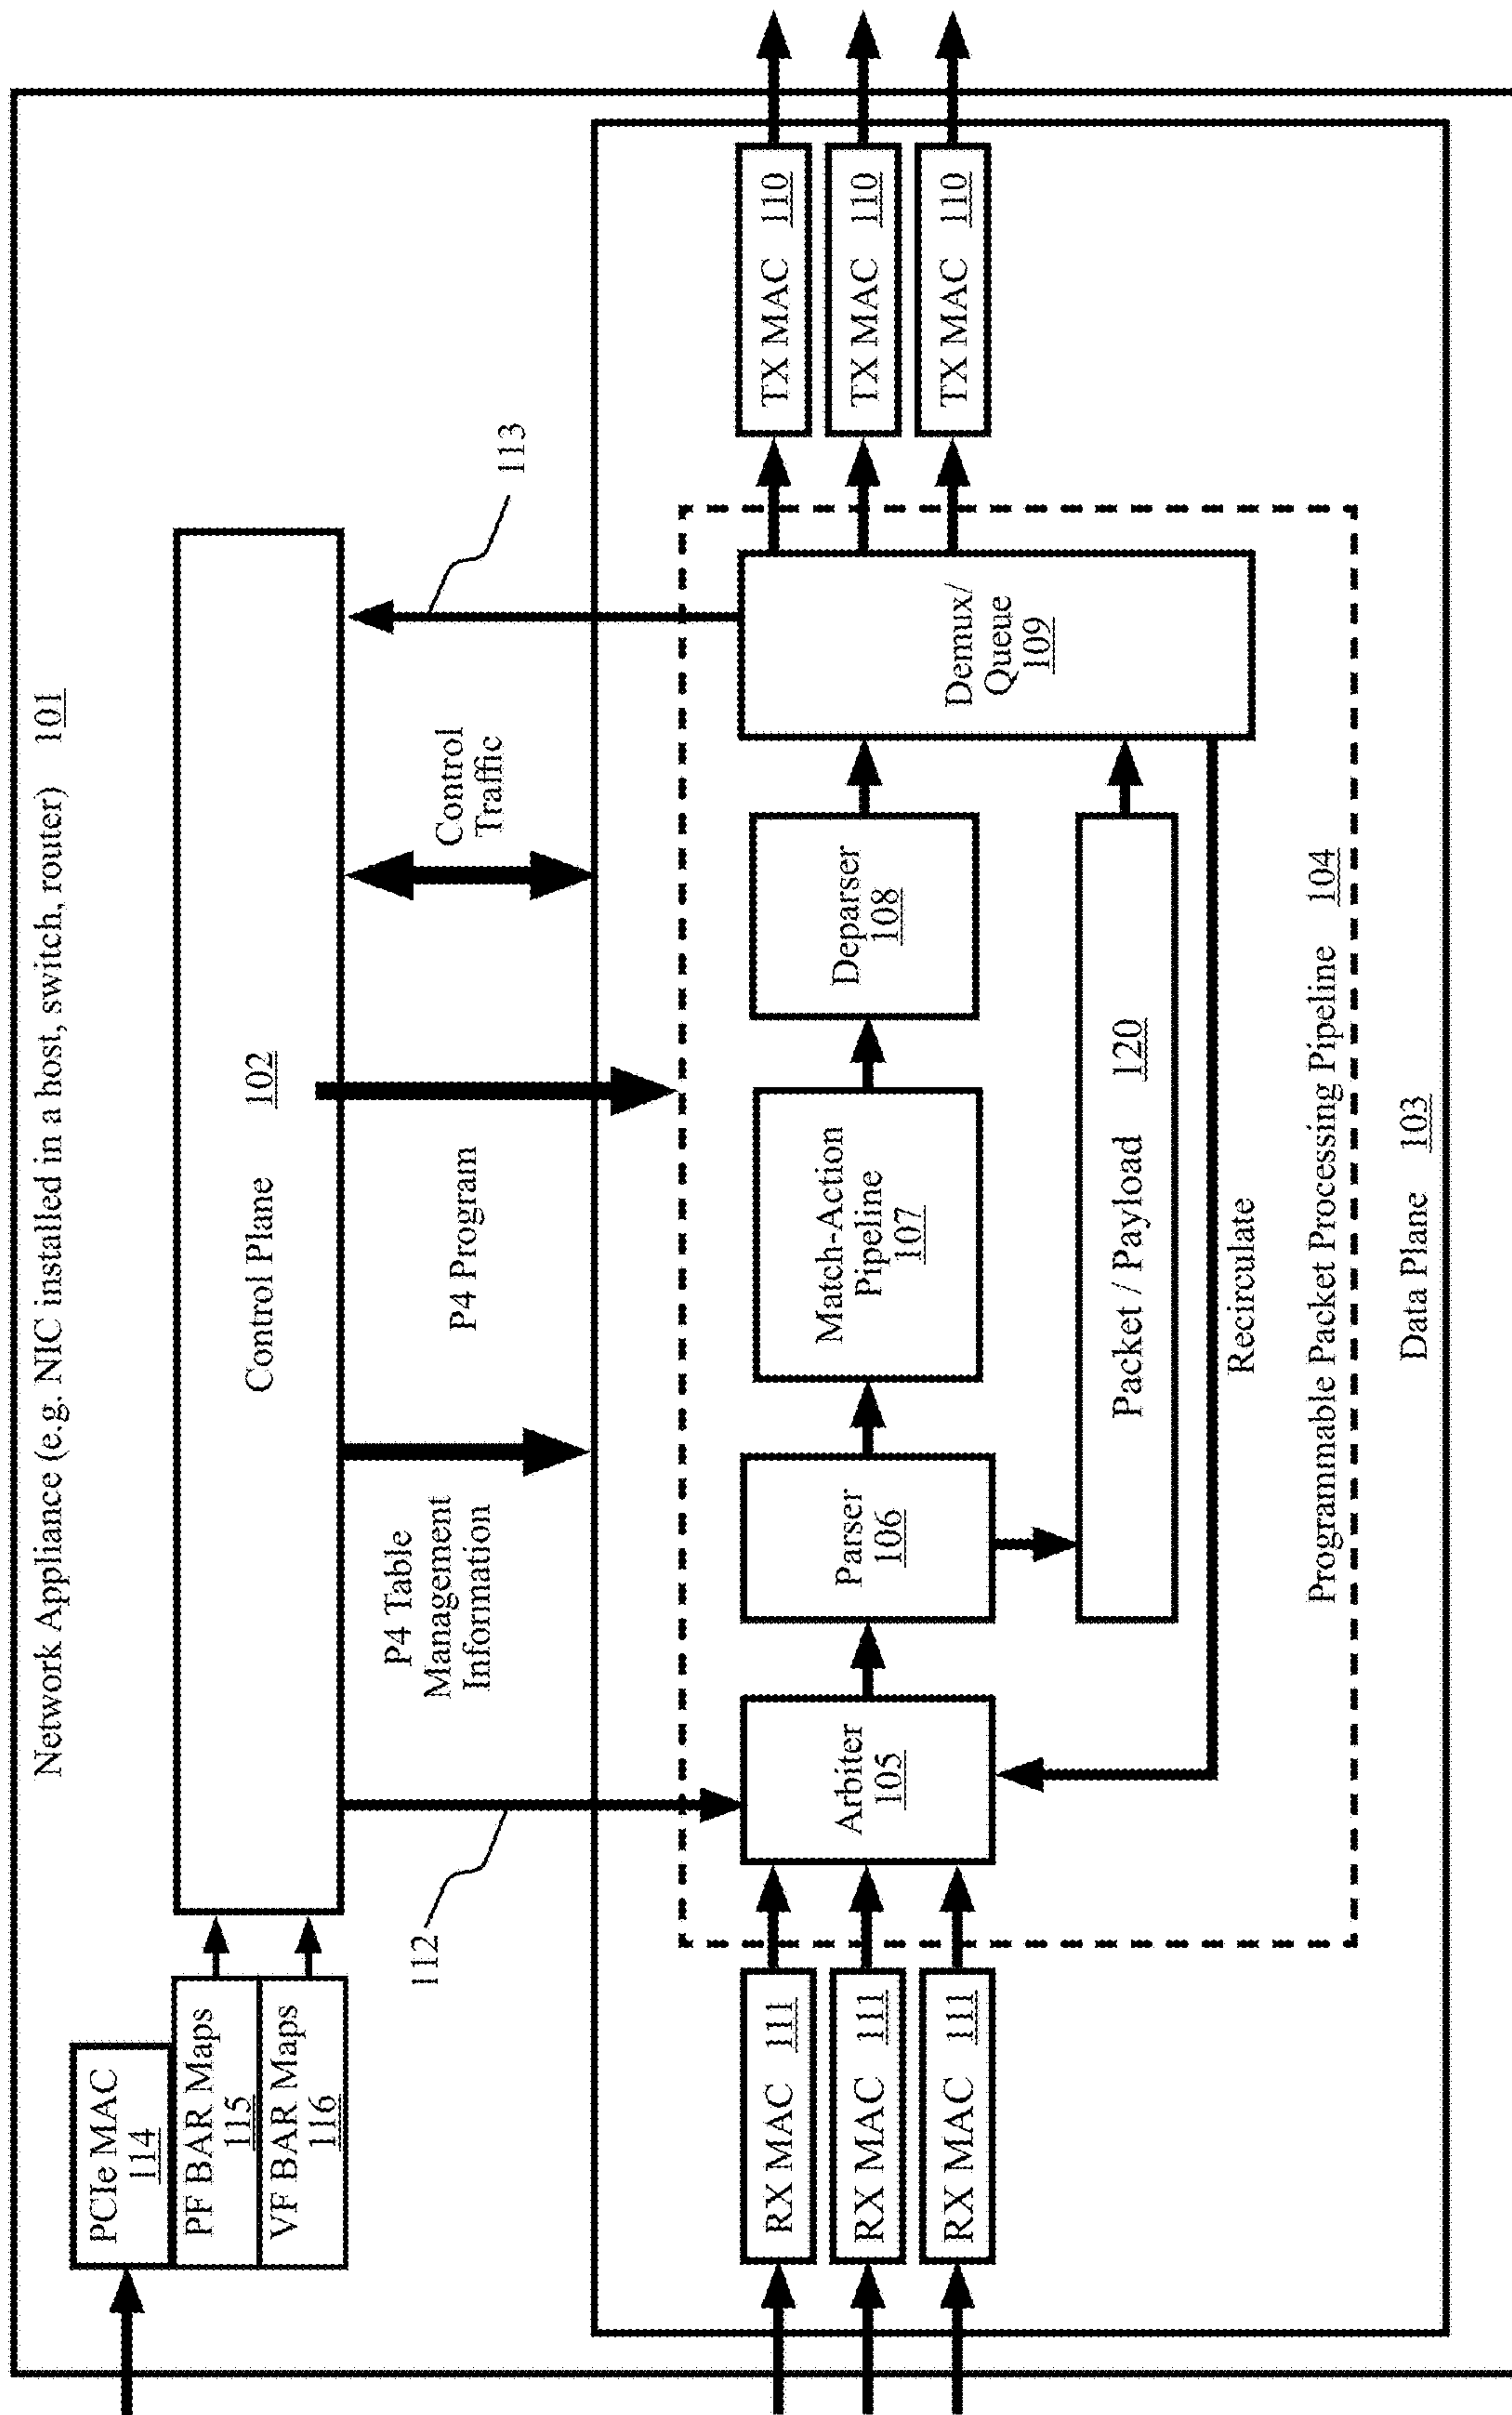 Network Appliance (e.g. NIC installed in a host, switch, router) 101
PCIe MAC
114
PF BAR Maps
115
VF BAR Maps
116
Control Plane 102
112
P4 Table
Management
Information
P4 Program
Control
Traffic
113
RX MAC 111
RX MAC 111
RX MAC 111
Arbiter
105
Parser
106
Match-Action
Pipeline
107
Deparser
108
Demux/
Queue
109
TX MAC 110
TX MAC 110
TX MAC 110
Packet / Payload 120
Recirculate
Programmable Packet Processing Pipeline 104
Data Plane 103